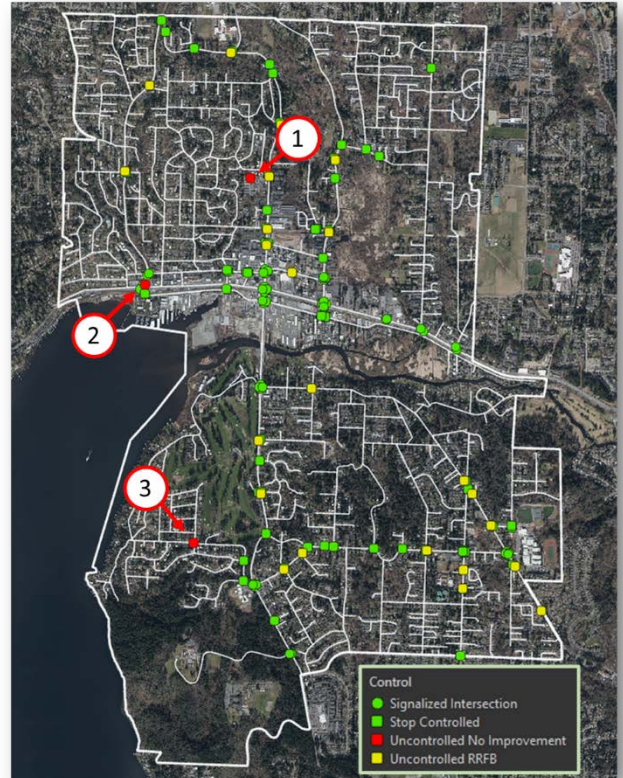 1
2
3
Control
Signalized Intersection
Stop Controlled
Uncontrolled No Improvement
Uncontrolled RRFB